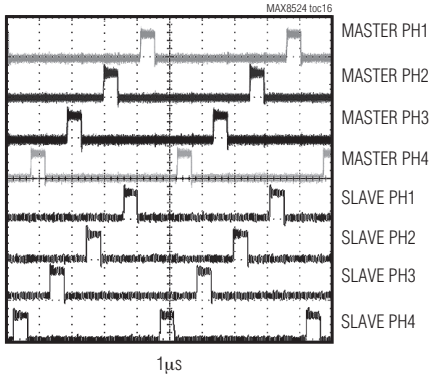 MAX8524 toc16
MASTER PH1
MASTER PH2
MASTER PH3
MASTER PH4
SLAVE PH1
SLAVE PH2
SLAVE PH3
SLAVE PH4
1μs